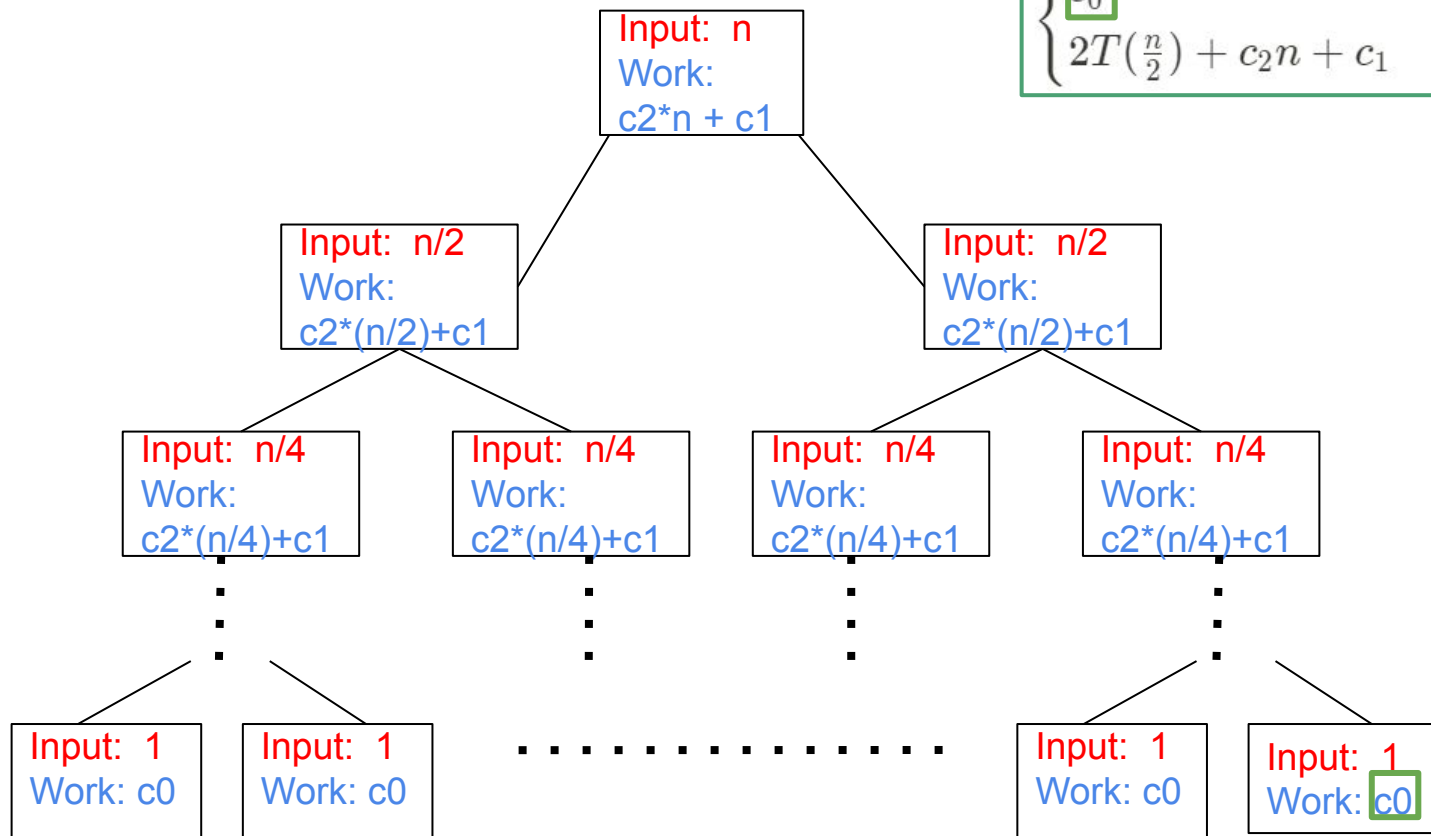 Input: n
Work:
c2*n + c1
c₀
2T(n/2) + c₂n + c₁
Input: n/2
Work:
c2*(n/2)+c1
Input: n/2
Work:
c2*(n/2)+c1
Input: n/4
Work:
c2*(n/4)+c1
Input: n/4
Work:
c2*(n/4)+c1
Input: n/4
Work:
c2*(n/4)+c1
Input: n/4
Work:
c2*(n/4)+c1
Input: 1
Work: c0
Input: 1
Work: c0
Input: 1
Work: c0
Input: 1
Work: c0